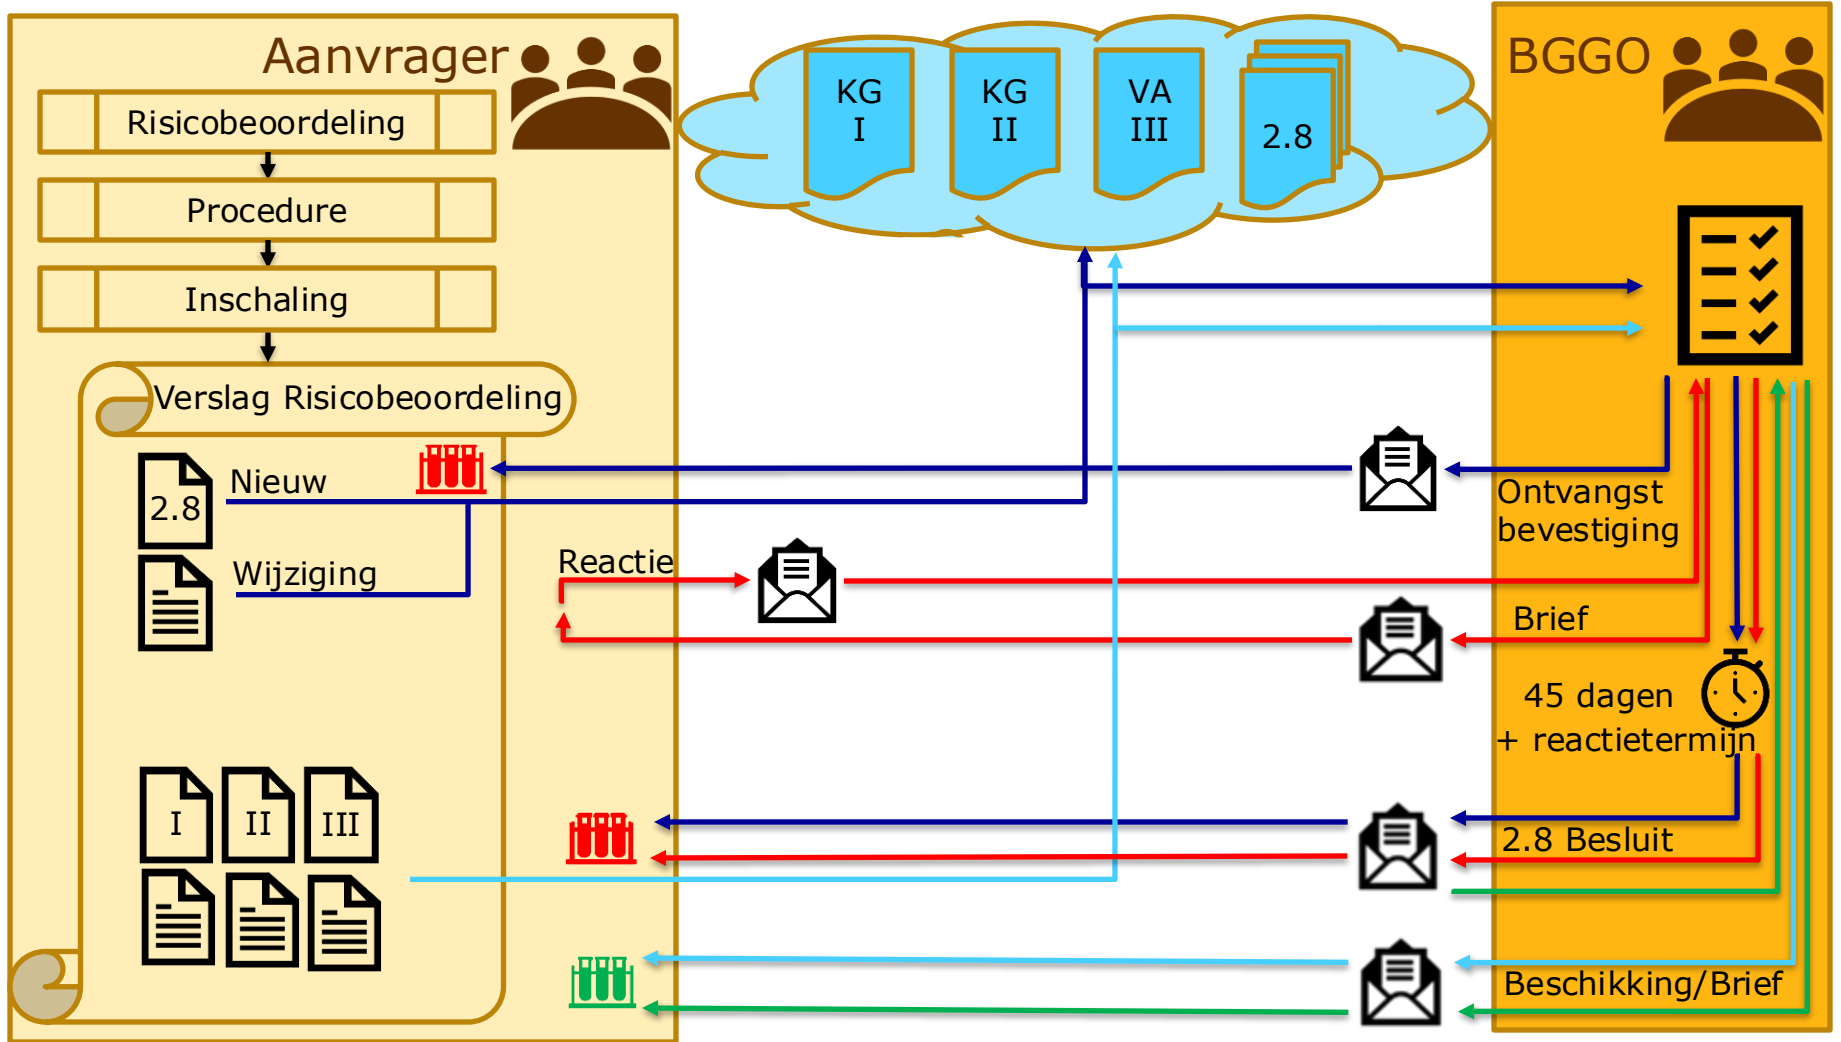 Aanvrager
Risicobeoordeling
Procedure
Inschaling
Verslag Risicobeoordeling
2.8
Nieuw
Wijziging
Reactie
I
II
III
KG
I
KG
II
VA
III
2.8
BGGO
Ontvangst
bevestiging
Brief
45 dagen
+ reactietermijn
2.8 Besluit
Beschikking/Brief